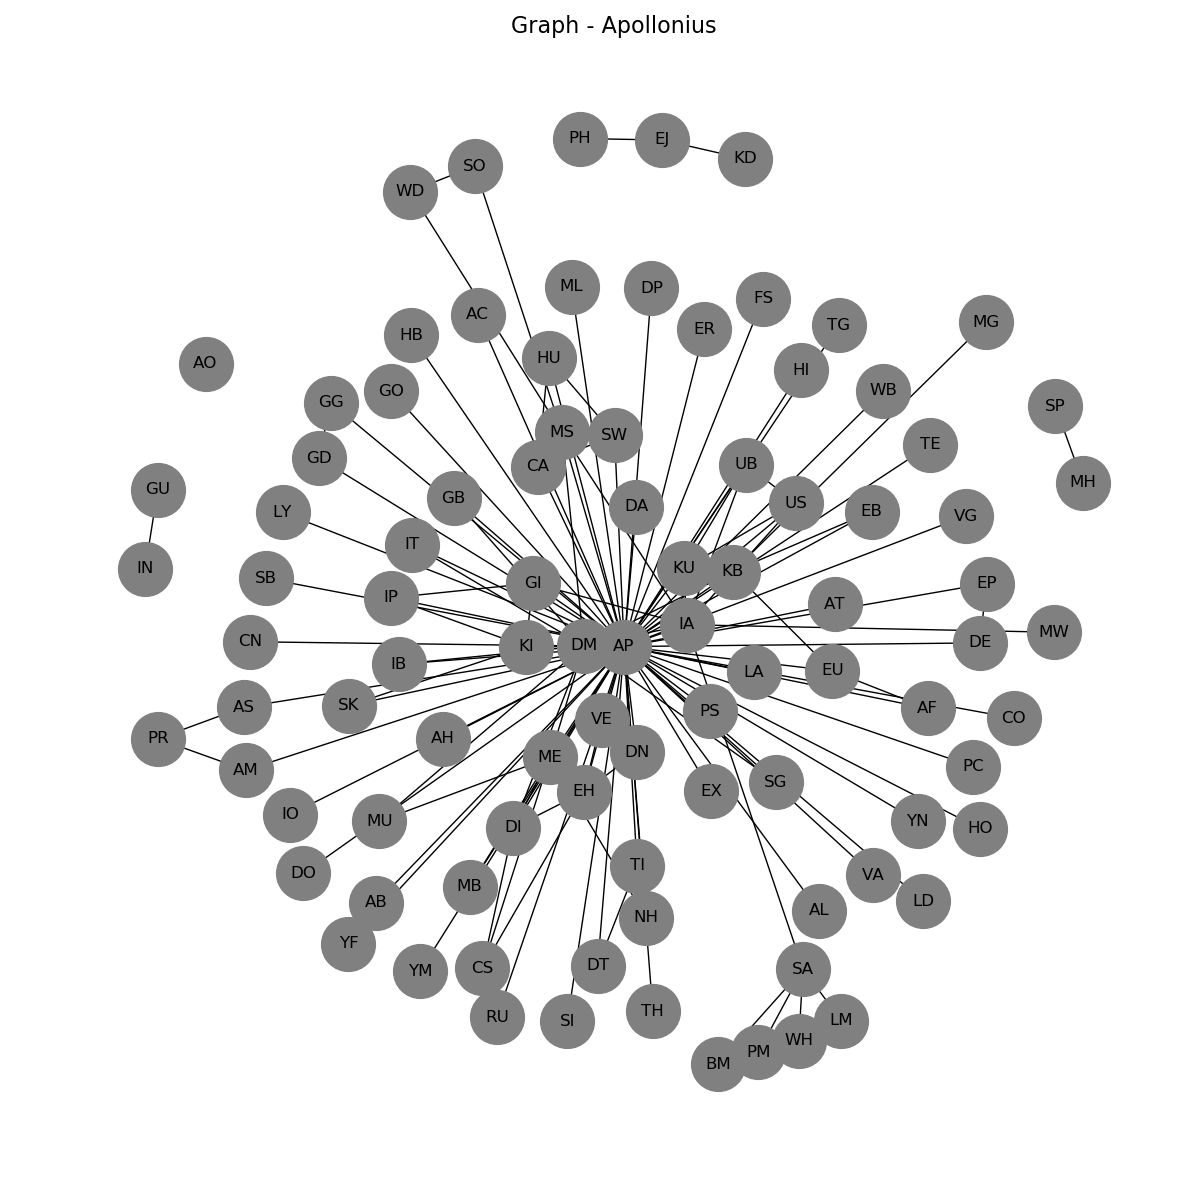 Graph - Apollonius
PH
EJ
KD
SO
WD
ML
DP
FS
AC
TG
MG
ER
HB
HU
AO
HI
GO
WB
GG
SP
MS
SW
TE
GD
CA
UB
MH
GU
GB
US
DA
LY
EB
VG
IT
IN
KU
KB
SB
GI
EP
IP
AT
IA
MW
CN
KI
DM
AP
DE
IB
LA
EU
AS
SK
PS
AF
CO
VE
PR
AH
DN
ME
PC
AM
SG
EH
EX
IO
MU
DI
YN
HO
TI
DO
VA
MB
AB
LD
AL
NH
YF
DT
CS
SA
YM
TH
RU
SI
LM
WH
PM
BM